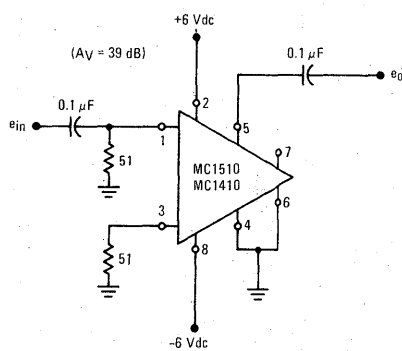 +6 Vdc
(AV = 39 dB)
0.1 µF
eo
0.1 µF
2
ein
5
1
7
51
MC1510
MC1410
3
6
4
8
51
-6 Vdc